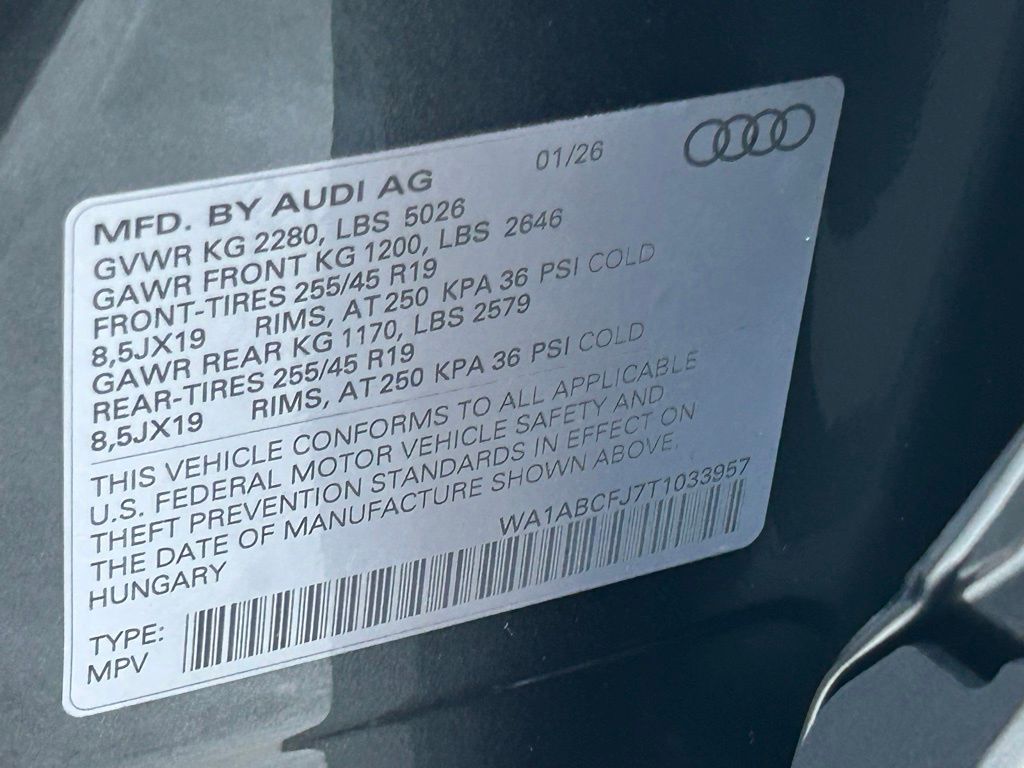 01/26
MFD. BY AUDI AG
GVWR KG 2280, LBS 5026
GAWR FRONT KG 1200, LBS 2646
FRONT-TIRES 255/45 R19
8,5JX19 RIMS, AT 250 KPA 36 PSI COLD
GAWR REAR KG 1170, LBS 2579
REAR-TIRES 255/45 R19
8,5JX19 RIMS, AT 250 KPA 36 PSI COLD
THIS VEHICLE CONFORMS TO ALL APPLICABLE
U.S. FEDERAL MOTOR VEHICLE SAFETY AND
THEFT PREVENTION STANDARDS IN EFFECT ON
THE DATE OF MANUFACTURE SHOWN ABOVE.
HUNGARY
WA1ABCFJ7T1033957
TYPE:
MPV